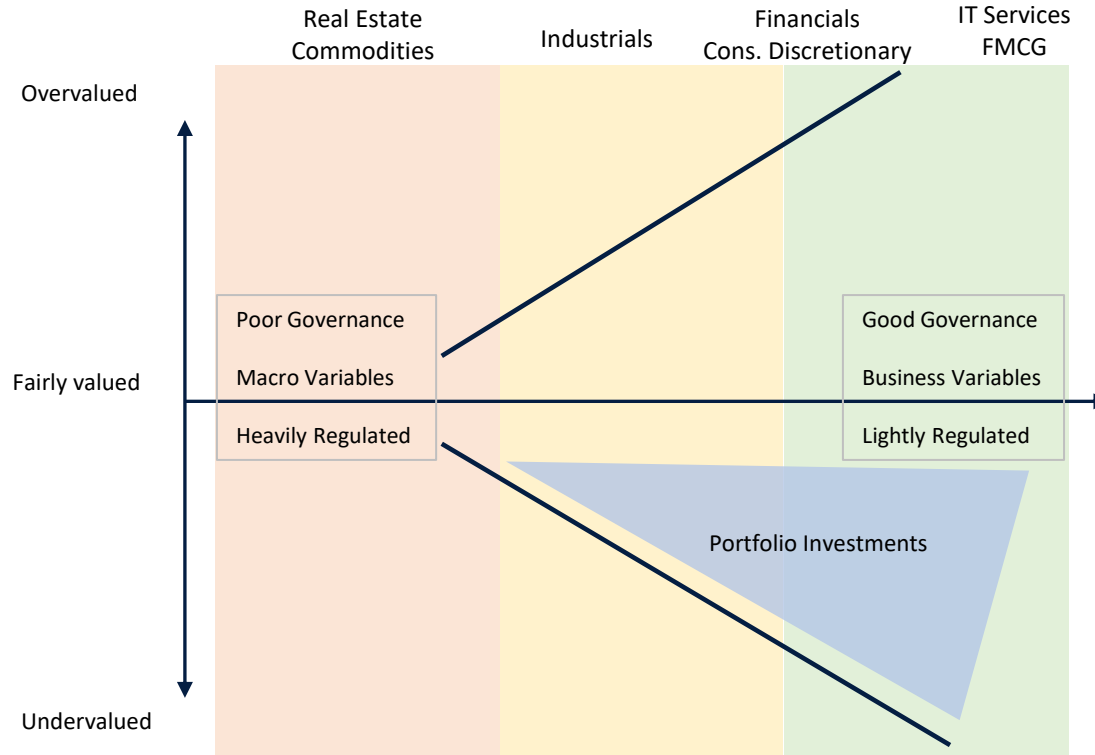 Real Estate
Commodities
Industrials
Financials
Cons. Discretionary
IT Services
FMCG
Overvalued
Poor Governance
Good Governance
Fairly valued
Macro Variables
Business Variables
Heavily Regulated
Lightly Regulated
Portfolio Investments
Undervalued